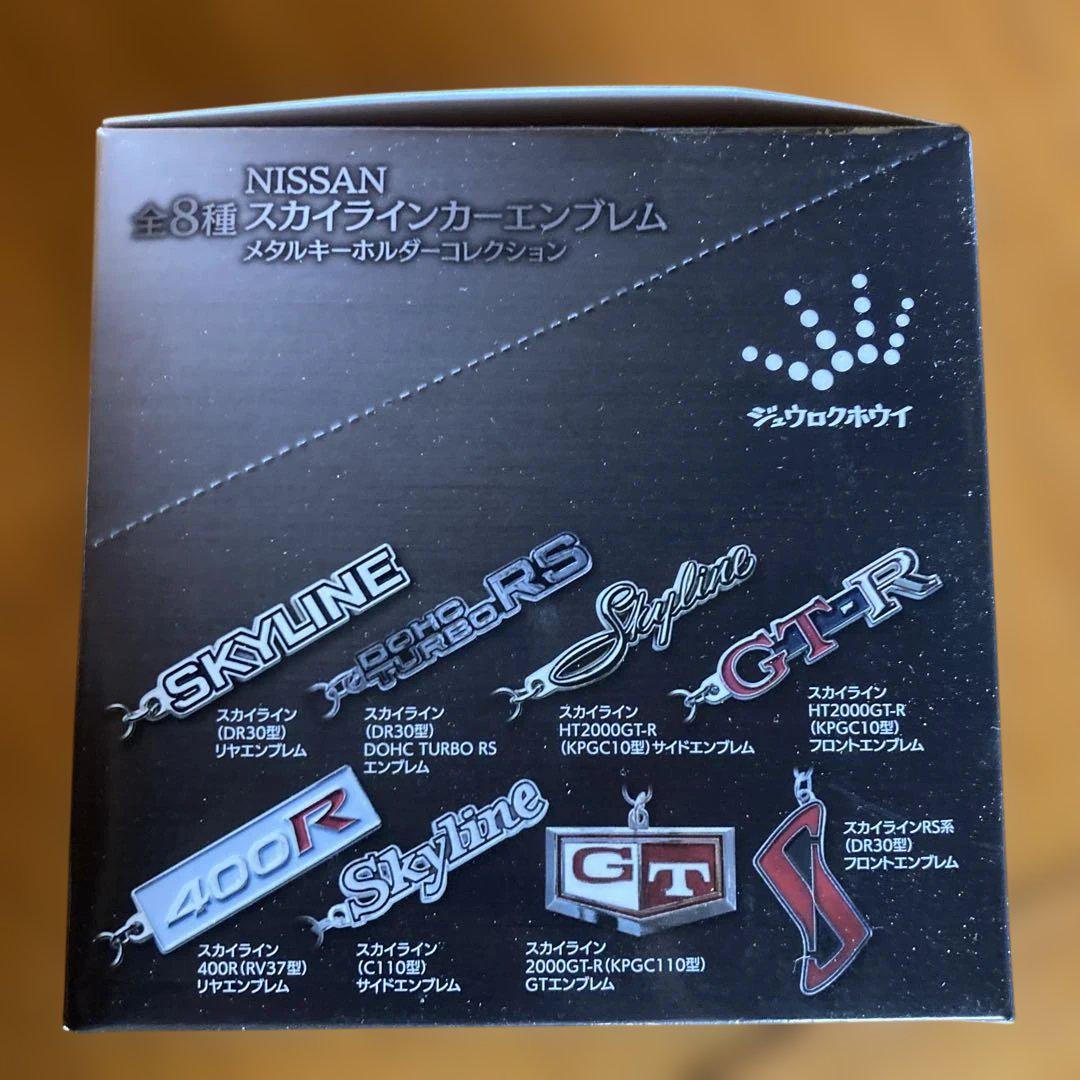 NISSAN
全8種 スカイラインカーエンブレム
メタルキーホルダーコレクション
ジュウロクホウイ
SKYLINE
DOHC
TURBO RS
Skyline
GT-R
スカイライン
(DR30型)
リヤエンブレム
スカイライン
(DR30型)
DOHC TURBO RS
エンブレム
スカイライン
HT2000GT-R
(KPGC10型)サイドエンブレム
スカイライン
HT2000GT-R
(KPGC10型)
フロントエンブレム
400R
Skyline
GT
S
スカイラインRS系
(DR30型)
フロントエンブレム
スカイライン
400R(RV37型)
リヤエンブレム
スカイライン
(C110型)
サイドエンブレム
スカイライン
2000GT-R(KPGC110型)
GTエンブレム